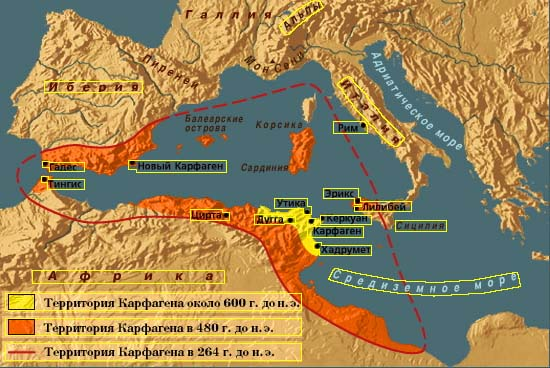 Галлия
Альпы
Пиренеи
Мон Сени
Иберия
Италия
Адриатическое море
Балеарские
острова
Корсика
Рим
Гадес
Новый Карфаген
Сардиния
Тингис
Эрикс
Лилибей
Утика
Цирта
Дугга
Керкуан
Сицилия
Карфаген
Хадрумет
Африка
Средиземное море
Территория Карфагена около 600 г. до н. э.
Территория Карфагена в 480 г. до н. э.
Территория Карфагена в 264 г. до н. э.